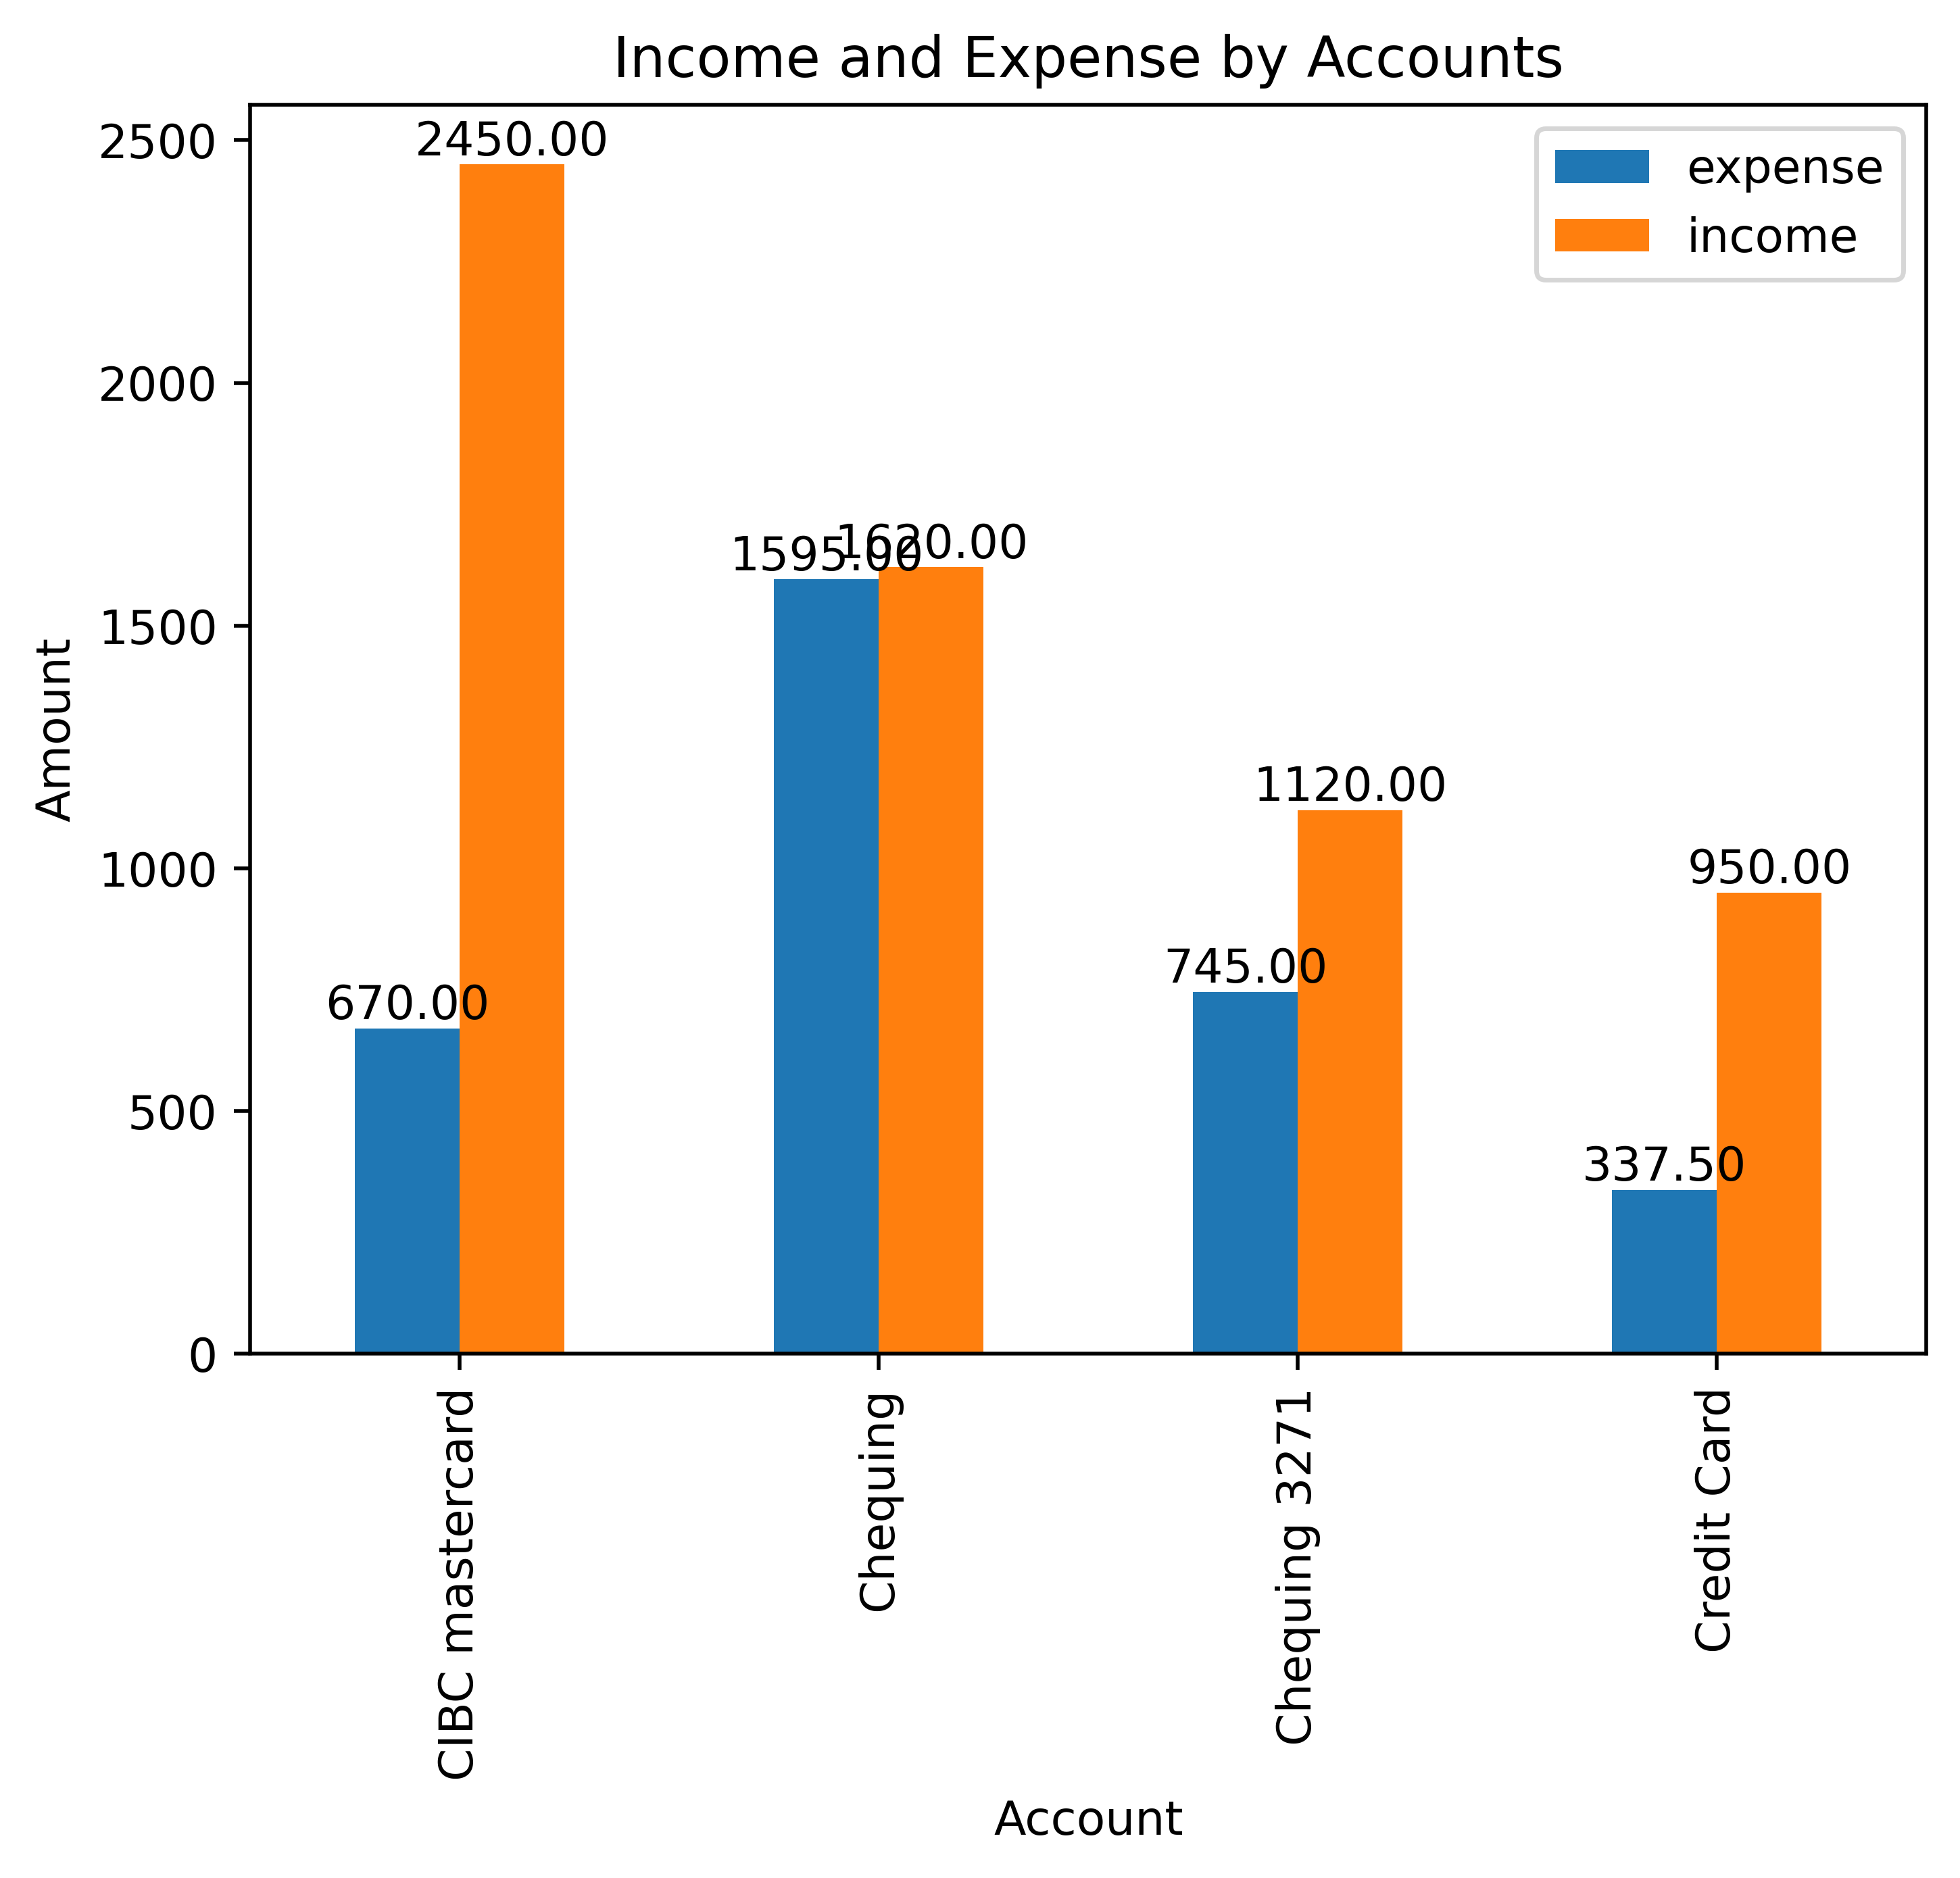 Income and Expense by Accounts
2500
2000
1500
1000
500
0
Amount
expense
income
2450.00
1595.00
1620.00
1120.00
950.00
745.00
670.00
337.50
CIBC mastercard
Chequing
Chequing 3271
Credit Card
Account